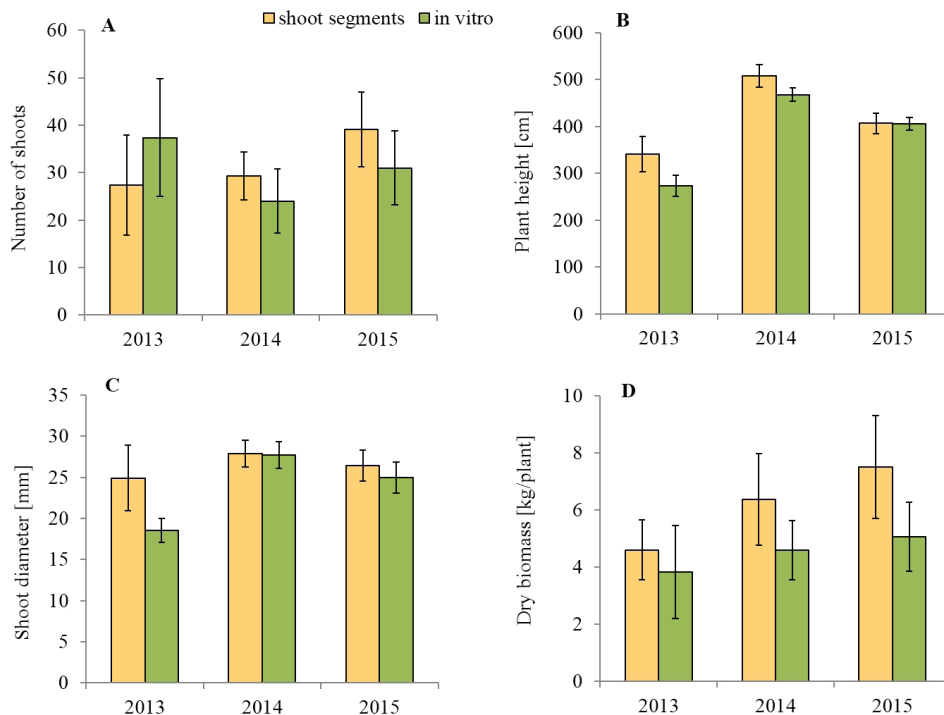 shoot segments in vitro
A
Number of shoots
60
50
40
30
20
10
0
2013 2014 2015
B
Plant height [cm]
600
500
400
300
200
100
0
2013 2014 2015
C
Shoot diameter [mm]
35
30
25
20
15
10
5
0
2013 2014 2015
D
Dry biomass [kg/plant]
10
8
6
4
2
0
2013 2014 2015